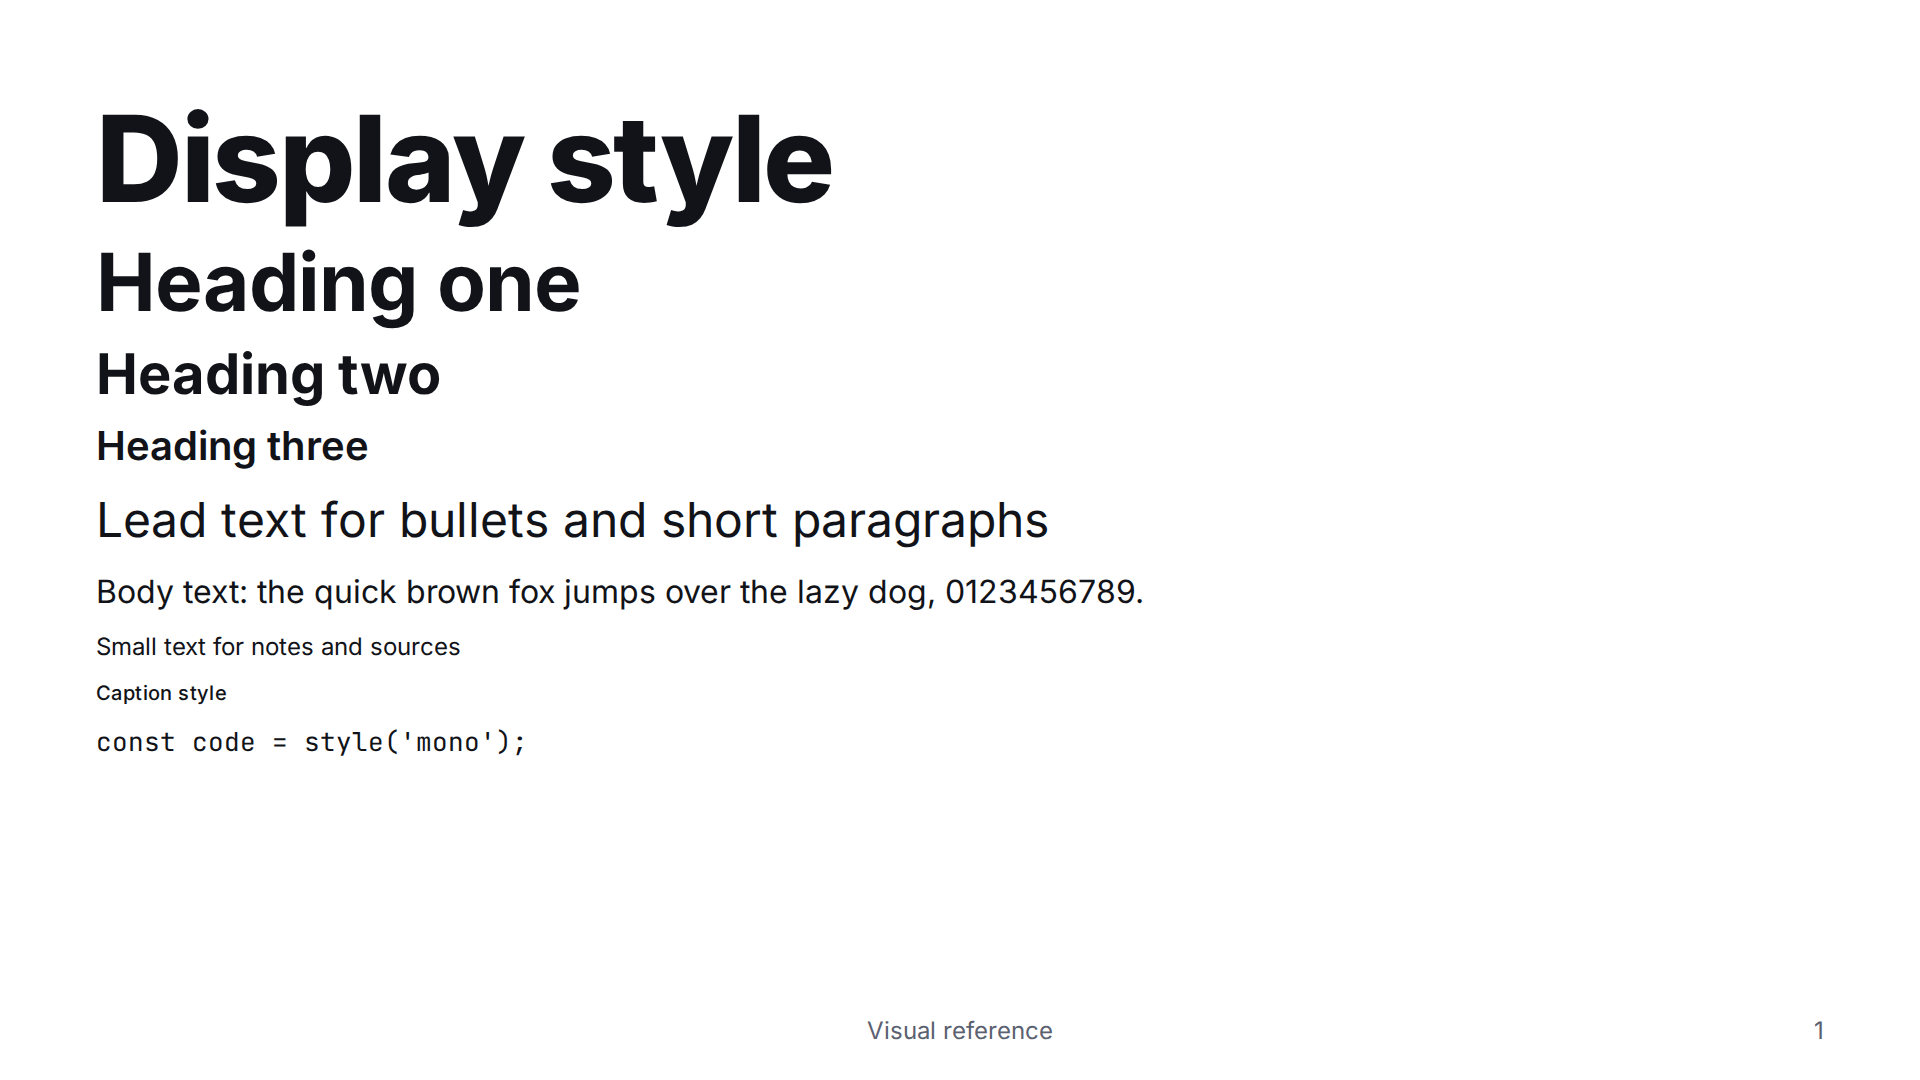 Display style
Heading one
Heading two
Heading three
Lead text for bullets and short paragraphs
Body text: the quick brown fox jumps over the lazy dog, 0123456789.
Small text for notes and sources
Caption style
const code = style('mono');
Visual reference
1